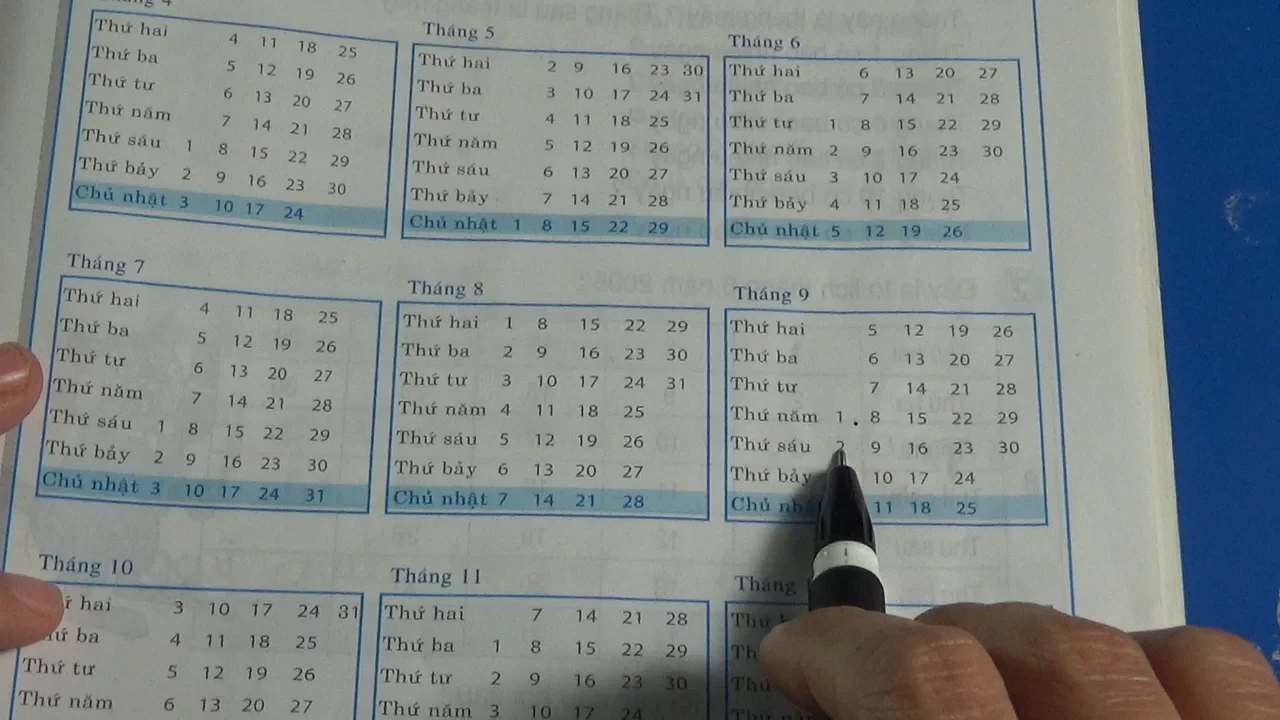 Tháng 4
Thứ hai 4 11 18 25
Thứ ba 5 12 19 26
Thứ tư 6 13 20 27
Thứ năm 7 14 21 28
Thứ sáu 1 8 15 22 29
Thứ bảy 2 9 16 23 30
Chủ nhật 3 10 17 24
Tháng 5
Thứ hai 2 9 16 23 30
Thứ ba 3 10 17 24 31
Thứ tư 4 11 18 25
Thứ năm 5 12 19 26
Thứ sáu 6 13 20 27
Thứ bảy 7 14 21 28
Chủ nhật 1 8 15 22 29
Tháng 6
Thứ hai 6 13 20 27
Thứ ba 7 14 21 28
Thứ tư 1 8 15 22 29
Thứ năm 2 9 16 23 30
Thứ sáu 3 10 17 24
Thứ bảy 4 11 18 25
Chủ nhật 5 12 19 26
Tháng 7
Thứ hai 4 11 18 25
Thứ ba 5 12 19 26
Thứ tư 6 13 20 27
Thứ năm 7 14 21 28
Thứ sáu 1 8 15 22 29
Thứ bảy 2 9 16 23 30
Chủ nhật 3 10 17 24 31
Tháng 8
Thứ hai 1 8 15 22 29
Thứ ba 2 9 16 23 30
Thứ tư 3 10 17 24 31
Thứ năm 4 11 18 25
Thứ sáu 5 12 19 26
Thứ bảy 6 13 20 27
Chủ nhật 7 14 21 28
Tháng 9
Thứ hai 5 12 19 26
Thứ ba 6 13 20 27
Thứ tư 7 14 21 28
Thứ năm 1 8 15 22 29
Thứ sáu 2 9 16 23 30
Thứ bảy 10 17 24
Chủ 11 18 25
Tháng 10
hai 3 10 17 24 31
ba 4 11 18 25
Thứ tư 5 12 19 26
Thứ năm 6 13 20 27
Tháng 11
Thứ hai 7 14 21 28
Thứ ba 1 8 15 22 29
Thứ tư 2 9 16 23 30
Thứ năm 3 10 17 24
Tháng